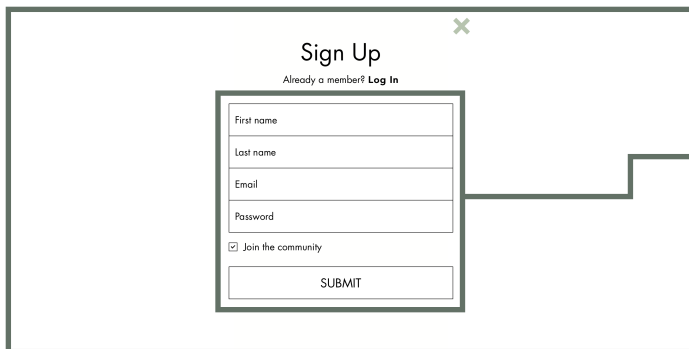 Sign Up
Already a member? Log In
First name
Last name
Email
Password
Join the community
SUBMIT